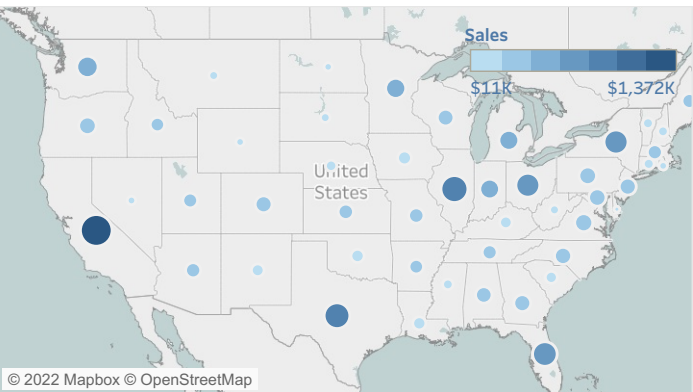 Sales
$11K $1,372K
United
States
© 2022 Mapbox © OpenStreetMap